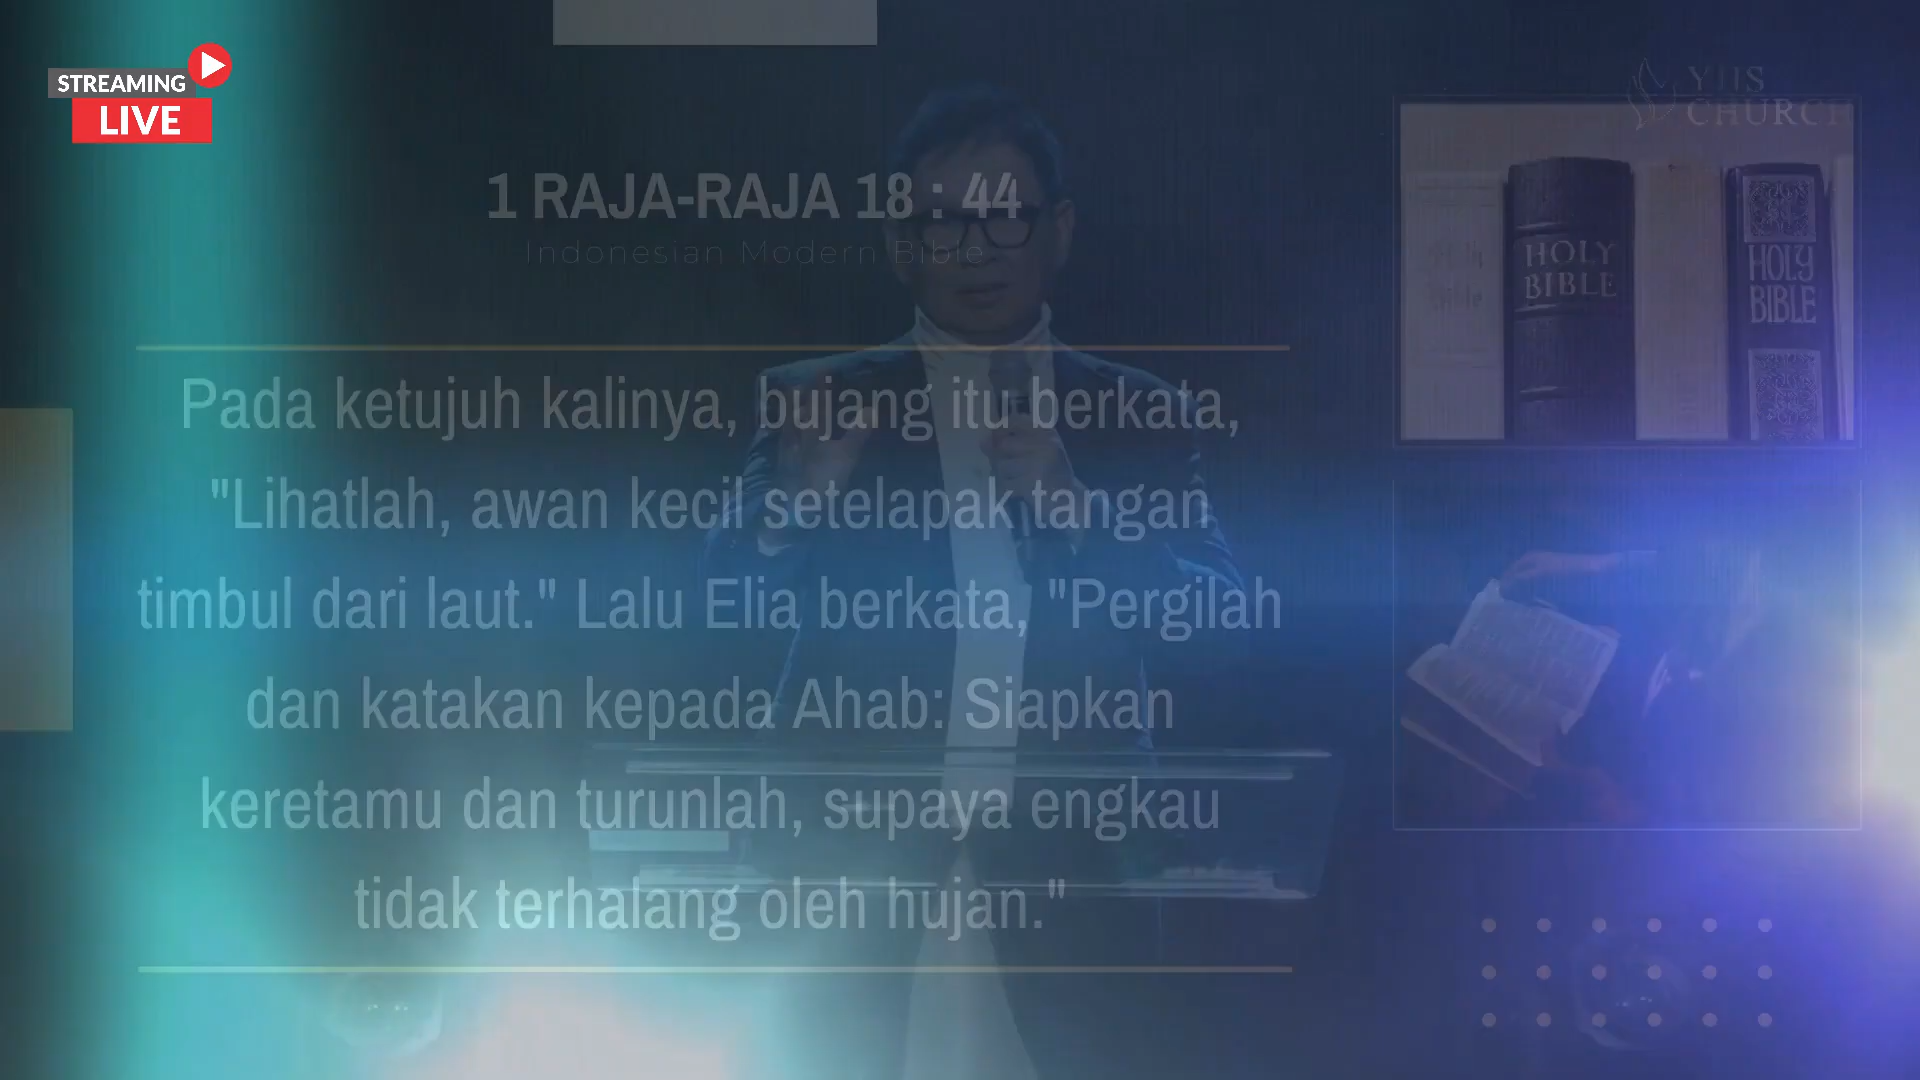 STREAMING
LIVE
YHS
CHURCH
1 RAJA-RAJA 18 : 44
Indonesian Modern Bible
Pada ketujuh kalinya, bujang itu berkata,
"Lihatlah, awan kecil setelapak tangan
timbul dari laut." Lalu Elia berkata, "Pergilah
dan katakan kepada Ahab: Siapkan
keretamu dan turunlah, supaya engkau
tidak terhalang oleh hujan."
HOLY
BIBLE
HOLY
BIBLE